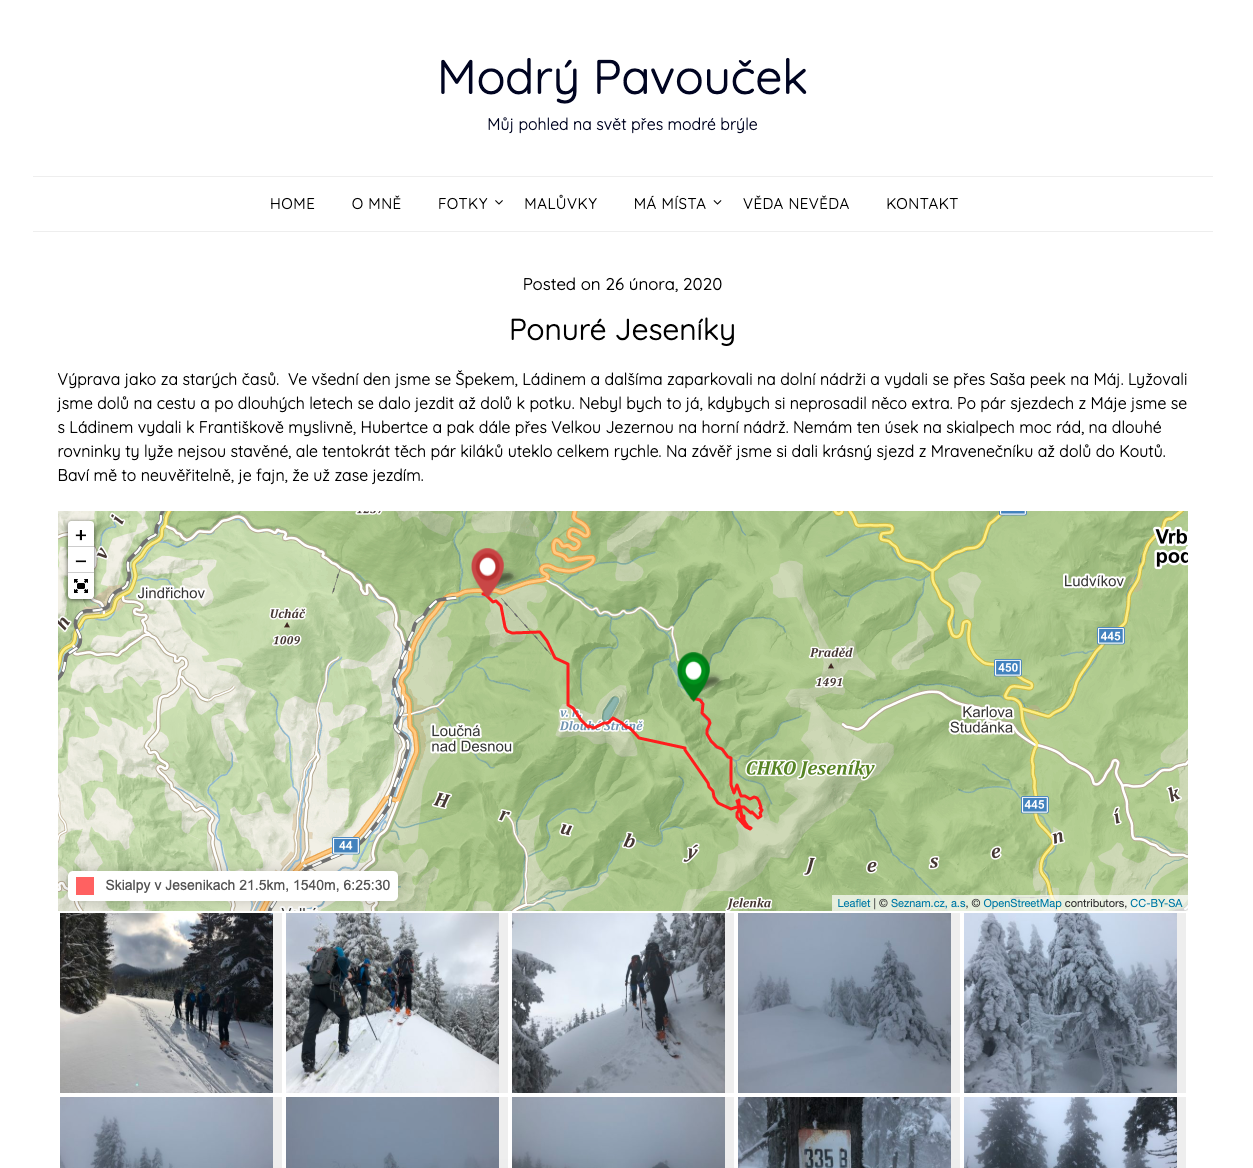 Modrý Pavouček
Můj pohled na svět přes modré brýle
HOME O MNĚ FOTKY MALŮVKY MÁ MÍSTA VĚDA NEVĚDA KONTAKT
Posted on 26 února, 2020
Ponuré Jeseníky
Výprava jako za starých časů. Ve všední den jsme se Špekem, Ládinem a dalšíma zaparkovali na dolní nádrži a vydali se přes Saša peek na Máj. Lyžovali
jsme dolů na cestu a po dlouhých letech se dalo jezdit až dolů k potku. Nebyl bych to já, kdybych si neprosadil něco extra. Po pár sjezdech z Máje jsme se
s Ládinem vydali k Františkově myslivně, Hubertce a pak dále přes Velkou Jezernou na horní nádrž. Nemám ten úsek na skialpech moc rád, na dlouhé
rovninky ty lyže nejsou stavěné, ale tentokrát těch pár kiláků uteklo celkem rychle. Na závěř jsme si dali krásný sjezd z Mravenečníku až dolů do Koutů.
Baví mě to neuvěřitelně, je fajn, že už zase jezdím.
+
−
Jindřichov
Ucháč
1009
Vrb
pod
Ludvíkov
445
450
Praděd
1491
Karlova
Studánka
v. n.
Dlouhé Stráně
Loučná
nad Desnou
CHKO Jeseníky
H r u b ý J e s e n í k
445
44
Skialpy v Jesenikach 21.5km, 1540m, 6:25:30
Jelenka
Leaflet | © Seznam.cz, a.s, © OpenStreetMap contributors, CC-BY-SA
335 B